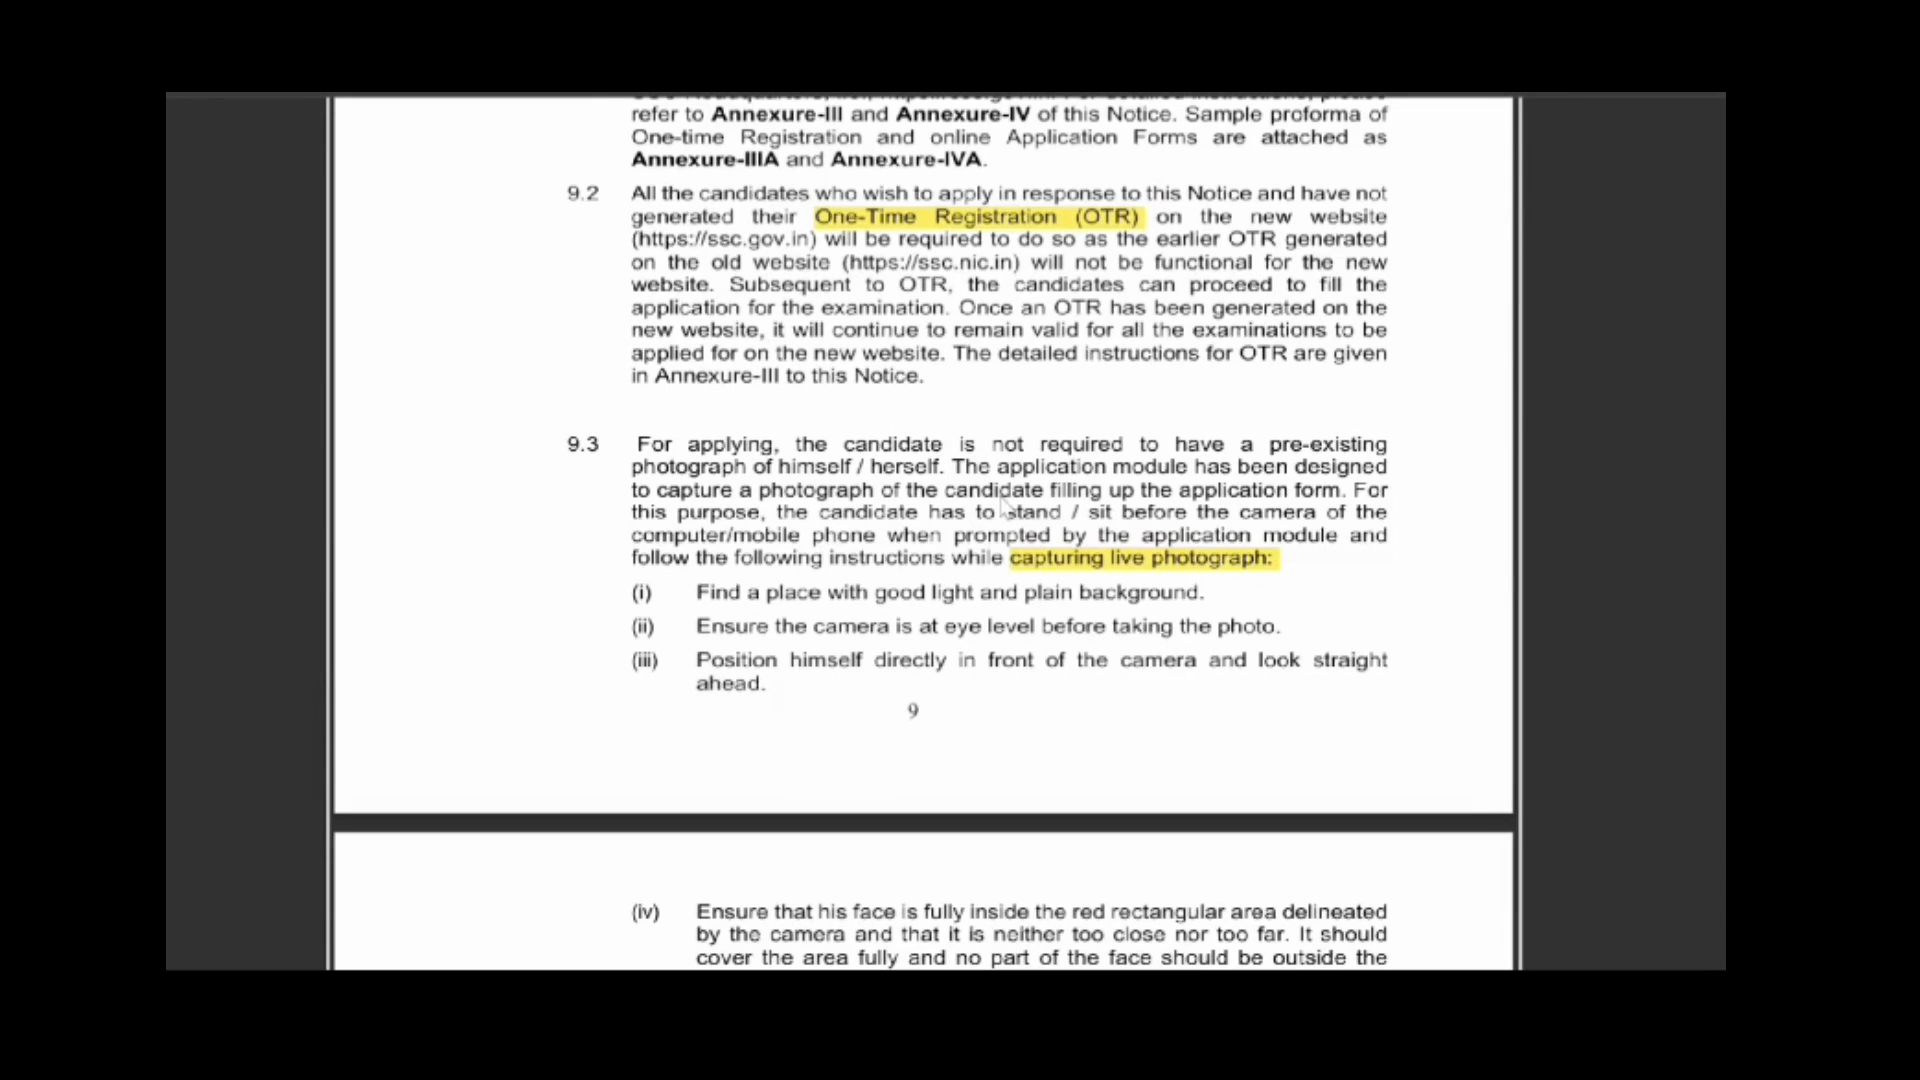 refer to Annexure-III and Annexure-IV of this Notice. Sample proforma of
One-time Registration and online Application Forms are attached as
Annexure-IIIA and Annexure-IVA.
9.2 All the candidates who wish to apply in response to this Notice and have not
generated their One-Time Registration (OTR) on the new website
(https://ssc.gov.in) will be required to do so as the earlier OTR generated
on the old website (https://ssc.nic.in) will not be functional for the new
website. Subsequent to OTR, the candidates can proceed to fill the
application for the examination. Once an OTR has been generated on the
new website, it will continue to remain valid for all the examinations to be
applied for on the new website. The detailed instructions for OTR are given
in Annexure-III to this Notice.
9.3 For applying, the candidate is not required to have a pre-existing
photograph of himself / herself. The application module has been designed
to capture a photograph of the candidate filling up the application form. For
this purpose, the candidate has to stand / sit before the camera of the
computer/mobile phone when prompted by the application module and
follow the following instructions while capturing live photograph:
(i) Find a place with good light and plain background.
(ii) Ensure the camera is at eye level before taking the photo.
(iii) Position himself directly in front of the camera and look straight
ahead.
9
(iv) Ensure that his face is fully inside the red rectangular area delineated
by the camera and that it is neither too close nor too far. It should
cover the area fully and no part of the face should be outside the